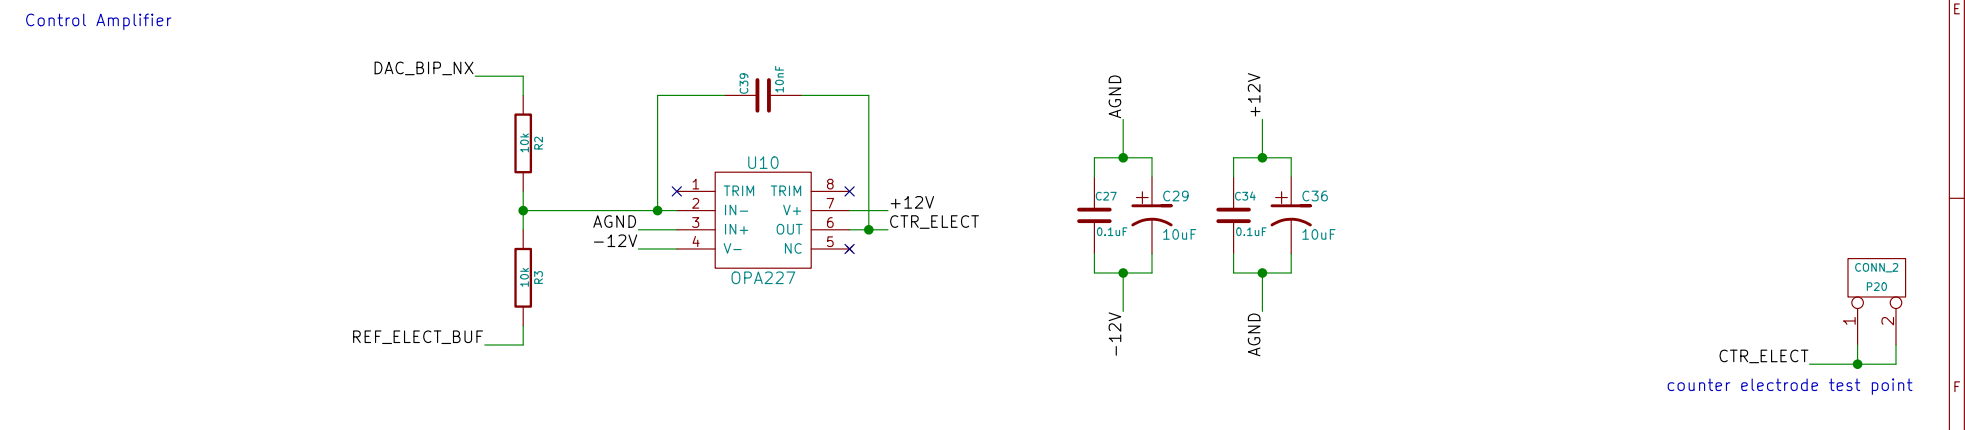 Control Amplifier
E
DAC_BIP_NX
C39
10nF
AGND
+12V
10k
R2
U10
1 TRIM TRIM 8
2 IN- V+ 7
3 IN+ OUT 6
4 V- NC 5
OPA227
AGND
-12V
+12V
CTR_ELECT
C27
0.1uF
+
C29
10uF
C34
0.1uF
+
C36
10uF
10k
R3
REF_ELECT_BUF
-12V
AGND
CONN_2
P20
1
2
CTR_ELECT
counter electrode test point
F